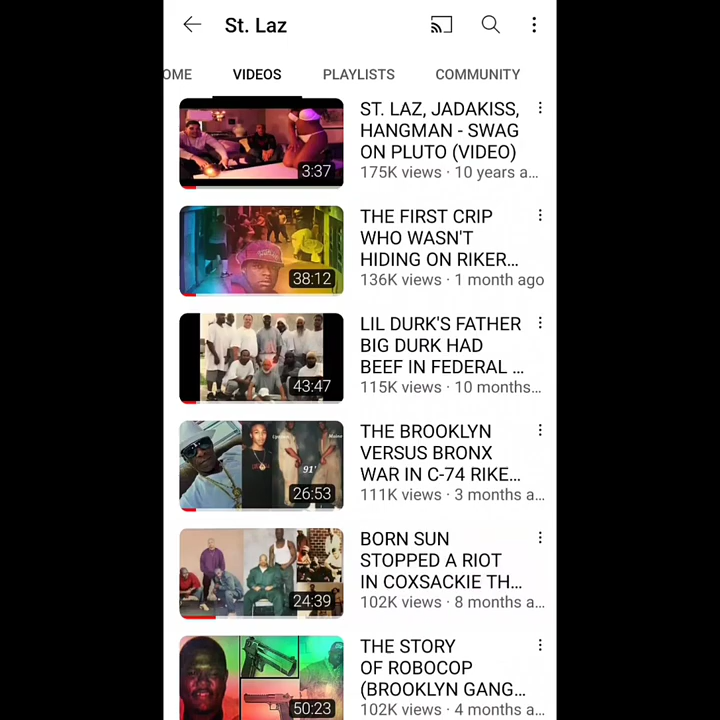 St. Laz
OME VIDEOS PLAYLISTS COMMUNITY
ST. LAZ, JADAKISS,
HANGMAN - SWAG
ON PLUTO (VIDEO)
175K views · 10 years a...
3:37
THE FIRST CRIP
WHO WASN'T
HIDING ON RIKER...
136K views · 1 month ago
38:12
LIL DURK'S FATHER
BIG DURK HAD
BEEF IN FEDERAL ...
115K views · 10 months...
43:47
THE BROOKLYN
VERSUS BRONX
WAR IN C-74 RIKE...
111K views · 3 months a...
91'
26:53
BORN SUN
STOPPED A RIOT
IN COXSACKIE TH...
102K views · 8 months a...
24:39
THE STORY
OF ROBOCOP
(BROOKLYN GANG...
102K views · 4 months a...
50:23